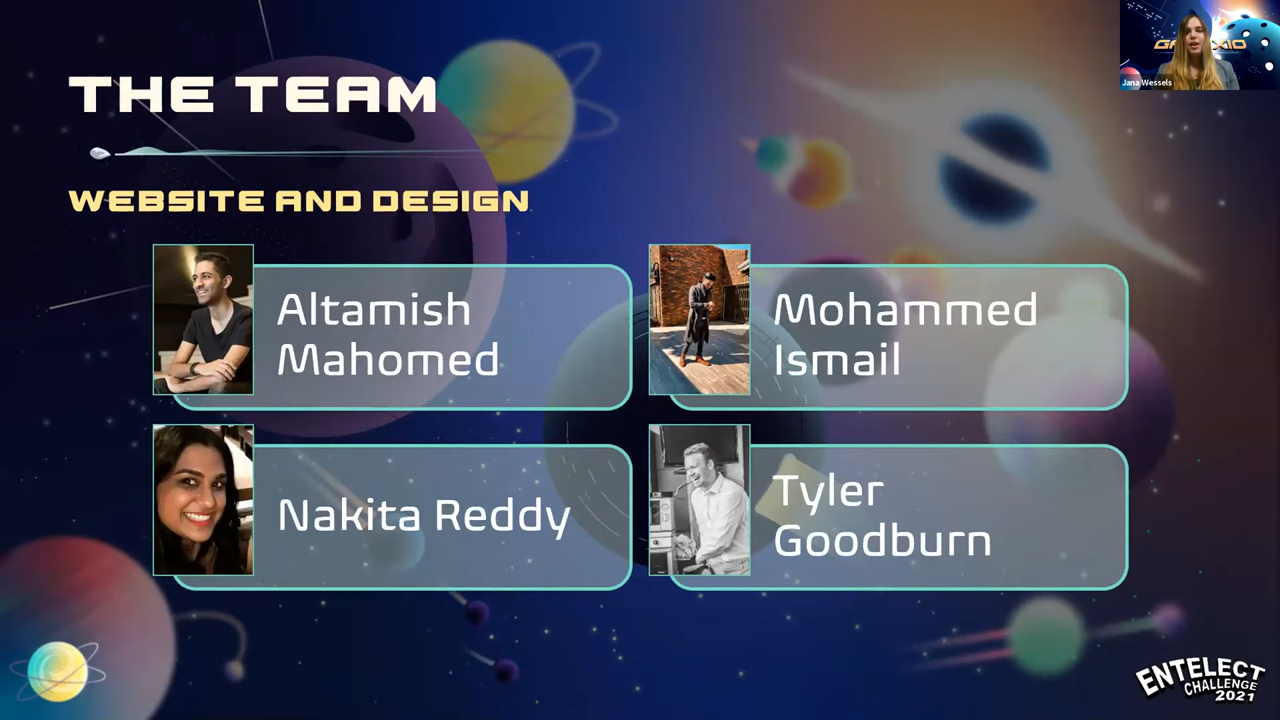 THE TEAM
WEBSITE AND DESIGN
Altamish
Mahomed
Mohammed
Ismail
Nakita Reddy
Tyler
Goodburn
Jana Wessels
ENTELECT
CHALLENGE
2021